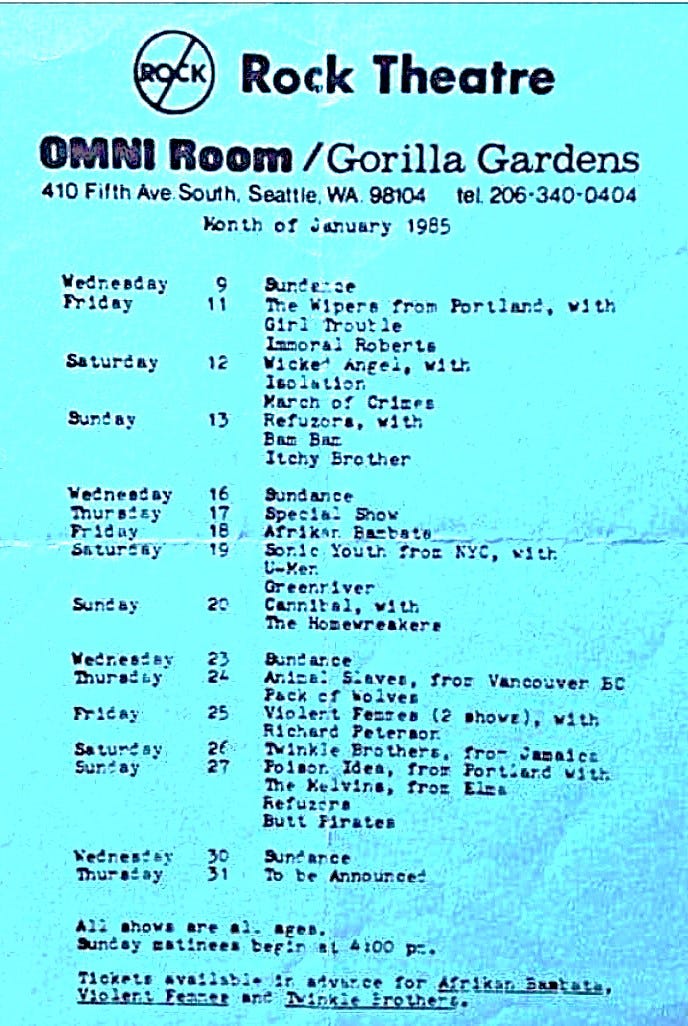 ROCK Rock Theatre
OMNI Room / Gorilla Gardens
410 Fifth Ave. South, Seattle, WA. 98104 tel. 206-340-0404
Month of January 1985
Wednesday 9 Sundance
Friday 11 The Wipers from Portland, with
Girl Trouble
Immoral Roberts
Saturday 12 Wicked Angel, with
Isolation
March of Crimes
Sunday 13 Refuzors, with
Bam Bam
Itchy Brother
Wednesday 16 Sundance
Thursday 17 Special Show
Friday 18 Afrikan Bambata
Saturday 19 Sonic Youth from NYC, with
U-Men
Greenriver
Sunday 20 Cannibal, with
The Homewreakers
Wednesday 23 Sundance
Thursday 24 Animal Slaves, from Vancouver BC
Pack of Wolves
Friday 25 Violent Femmes (2 shows), with
Richard Peterson
Saturday 26 Twinkle Brothers, from Jamaica
Sunday 27 Poison Idea, from Portland with
The Melvins, from Elma
Refuzors
Butt Pirates
Wednesday 30 Sundance
Thursday 31 To be Announced
All shows are all ages.
Sunday matinees begin at 4:00 pm.
Tickets available in advance for Afrikan Bambata,
Violent Femmes and Twinkle Brothers.